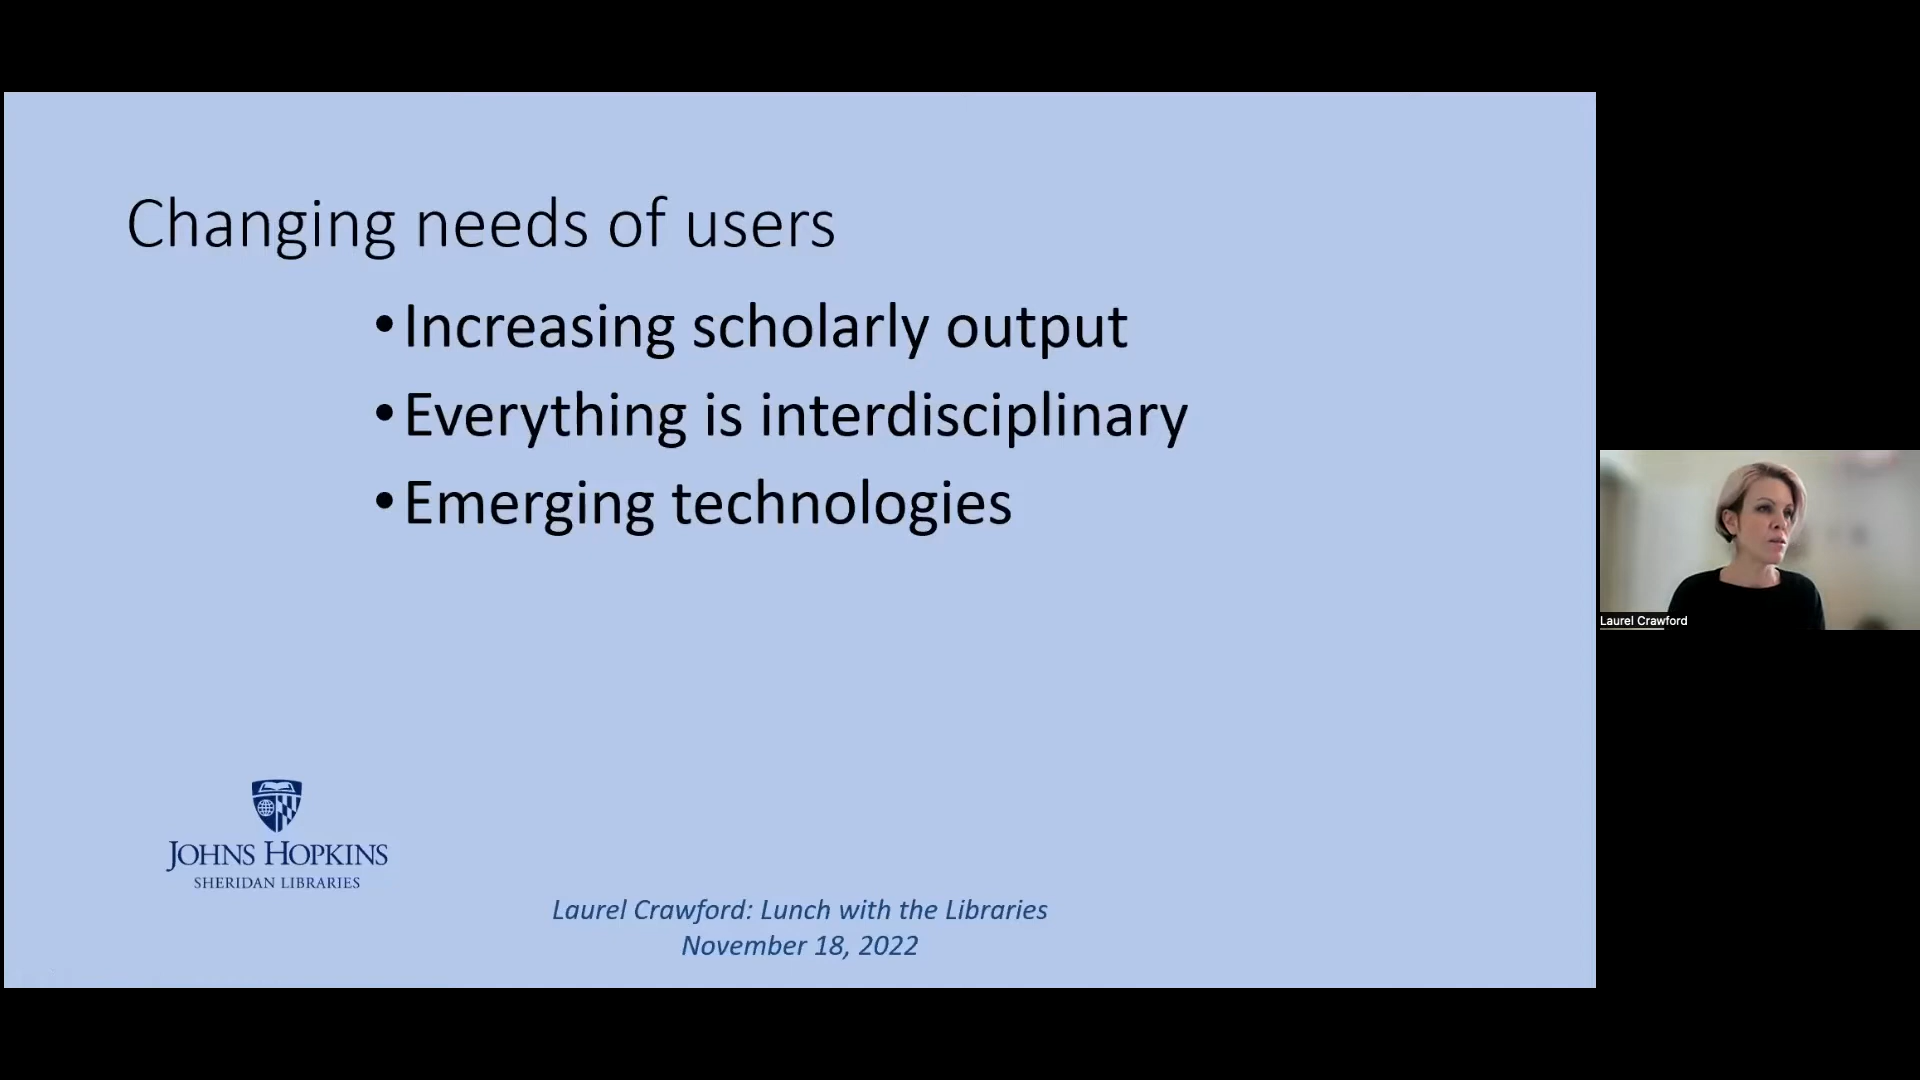 Changing needs of users
•Increasing scholarly output
•Everything is interdisciplinary
•Emerging technologies
JOHNS HOPKINS
SHERIDAN LIBRARIES
Laurel Crawford: Lunch with the Libraries
November 18, 2022
Laurel Crawford